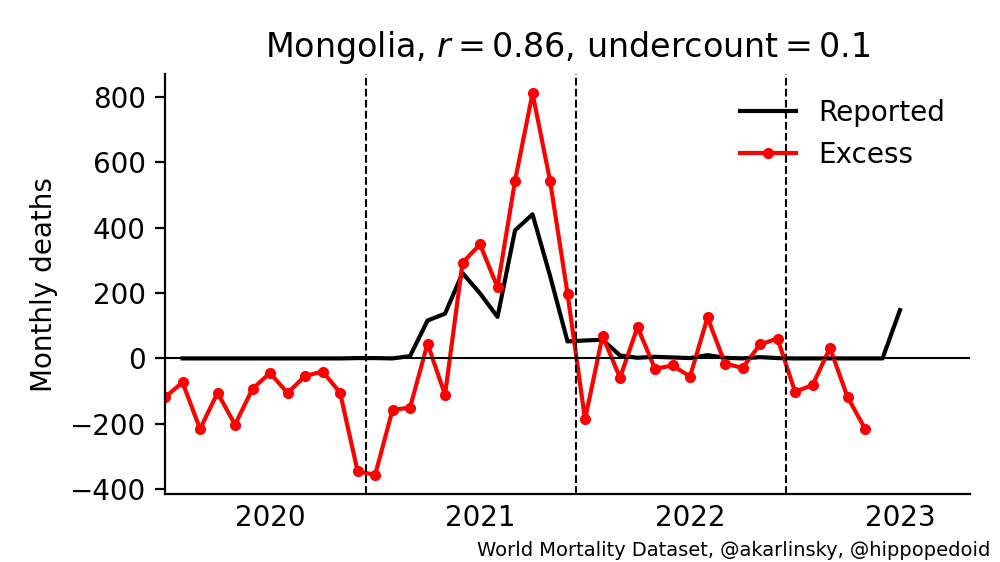 Mongolia, r = 0.86, undercount = 0.1
Monthly deaths
800
600
400
200
0
−200
−400
Reported
Excess
2020 2021 2022 2023
World Mortality Dataset, @akarlinsky, @hippopedoid